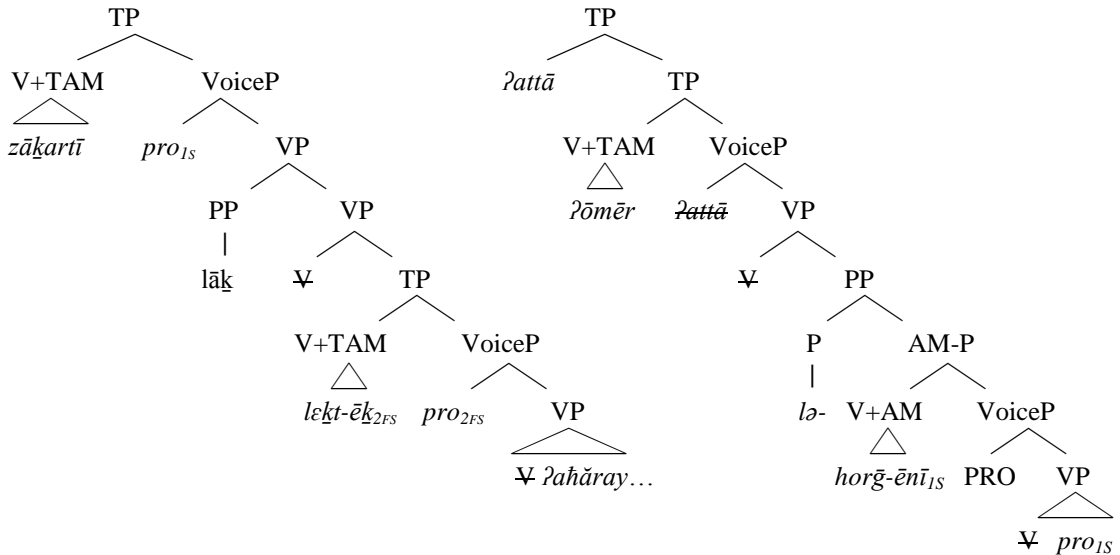 TP TP
V+TAM VoiceP ʔattā TP
zāḵartī pro1S VP V+TAM VoiceP
PP VP ʔōmēr ʔattā VP
lāḵ V TP V PP
V+TAM VoiceP P AM-P
lɛḵt-ēḵ2FS pro2FS VP lə- V+AM VoiceP
V ʔaħăray… horḡ-ēnī1S PRO VP
V pro1S